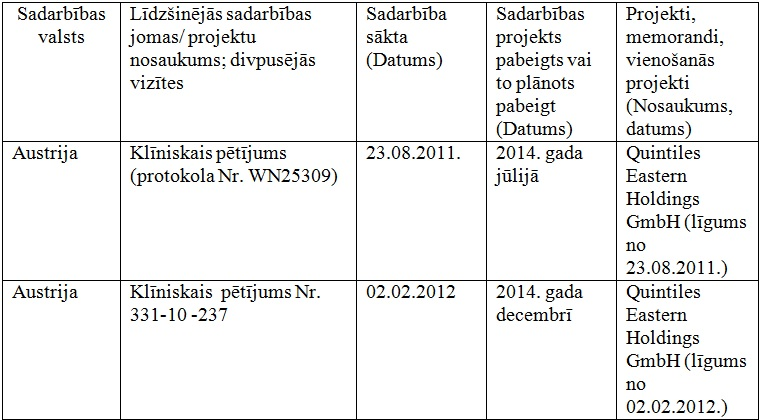 Sadarbības
valsts
Līdzšinējās sadarbības
jomas/ projektu
nosaukums; divpusējās
vizītes
Sadarbība
sākta
(Datums)
Sadarbības
projekts
pabeigts vai
to plānots
pabeigt
(Datums)
Projekti,
memorandi,
vienošanās
projekti
(Nosaukums,
datums)
Austrija
Klīniskais pētījums
(protokola Nr. WN25309)
23.08.2011.
2014. gada
jūlijā
Quintiles
Eastern
Holdings
GmbH (līgums
no
23.08.2011.)
Austrija
Klīniskais  pētījums Nr.
331-10 -237
02.02.2012
2014. gada
decembrī
Quintiles
Eastern
Holdings
GmbH (līgums
no
02.02.2012.)